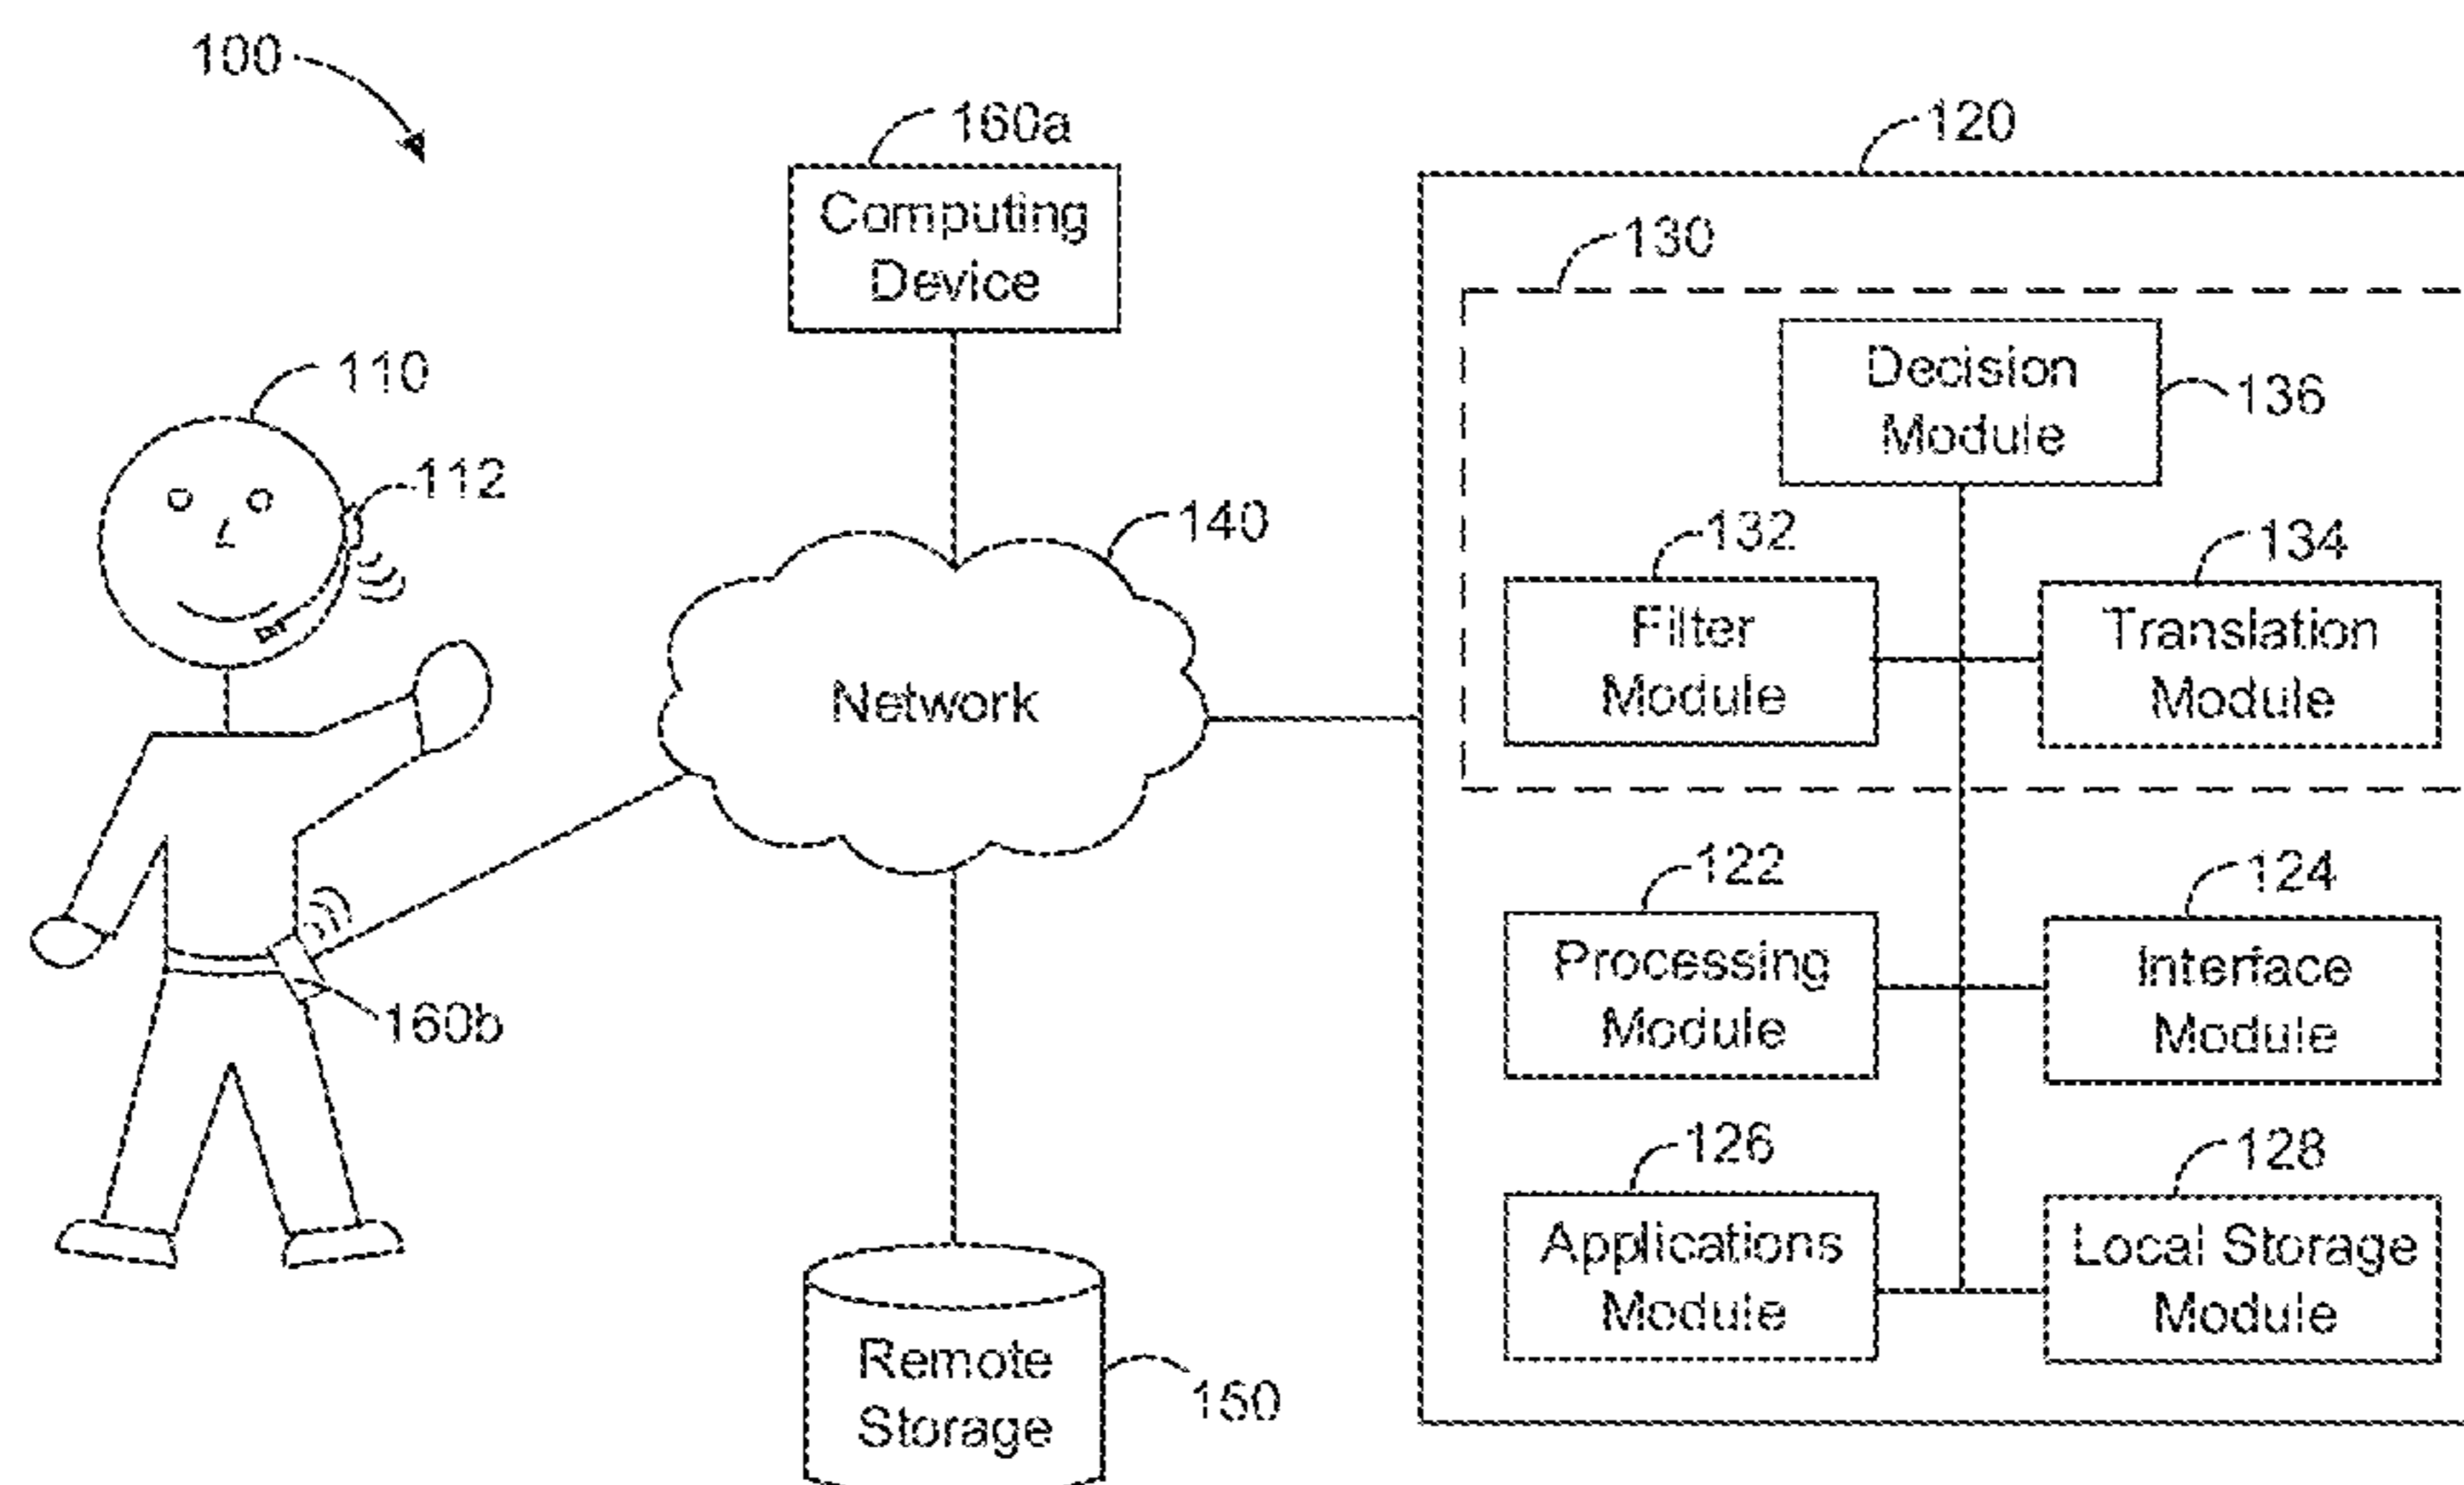 100
160a
Computing
Device
120
130
Decision
Module
136
110
112
140
132
Filter
Module
134
Translation
Module
Network
122
Processing
Module
124
Interface
Module
160b
126
Applications
Module
128
Local Storage
Module
Remote
Storage
150